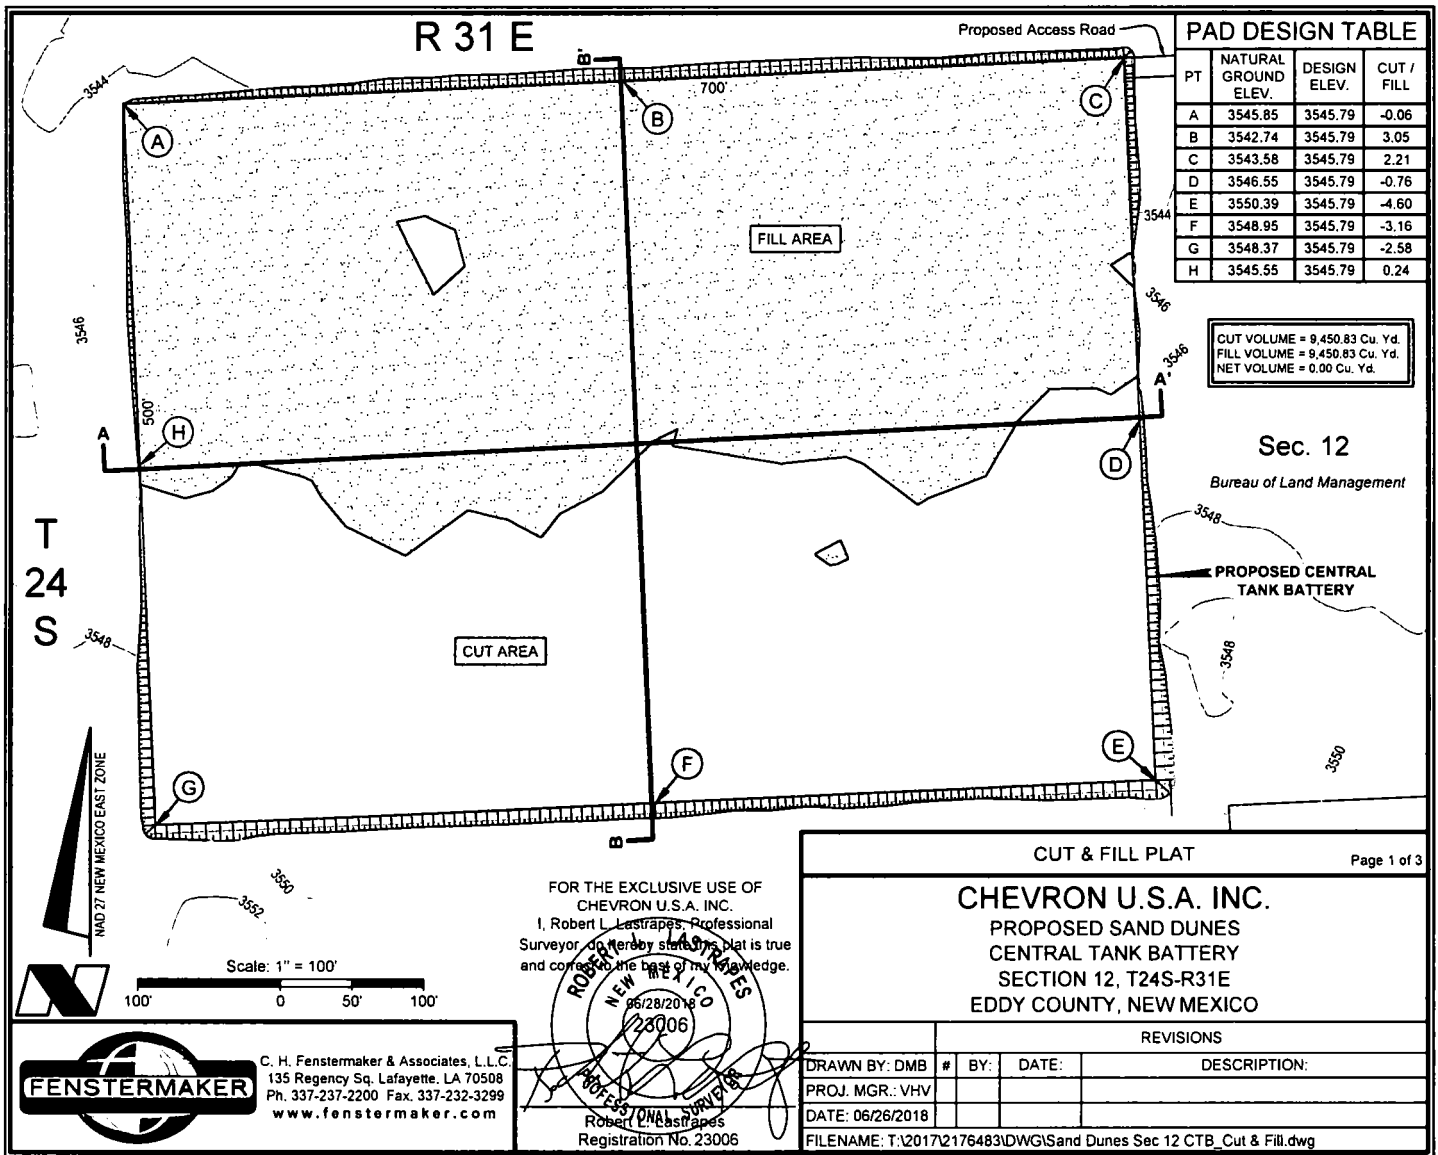 R 31 E
Proposed Access Road
PAD DESIGN TABLE
PT NATURAL GROUND ELEV. DESIGN ELEV. CUT / FILL
A 3545.85 3545.79 -0.06
B 3542.74 3545.79 3.05
C 3543.58 3545.79 2.21
D 3546.55 3545.79 -0.76
E 3550.39 3545.79 -4.60
F 3548.95 3545.79 -3.16
G 3548.37 3545.79 -2.58
H 3545.55 3545.79 0.24
B'
3544
700'
A
B
C
3544
FILL AREA
3546
3546
3546
CUT VOLUME = 9,450.83 Cu. Yd.
FILL VOLUME = 9,450.83 Cu. Yd.
NET VOLUME = 0.00 Cu. Yd.
A'
500'
A
H
D
Sec. 12
Bureau of Land Management
T
24
S
3548
PROPOSED CENTRAL
TANK BATTERY
3548
CUT AREA
3548
3550
E
F
G
B
NAD 27 NEW MEXICO EAST ZONE
3550
3552
Scale: 1" = 100'
100' 0 50' 100'
FOR THE EXCLUSIVE USE OF
CHEVRON U.S.A. INC.
I, Robert L. Lastrapes, Professional
Surveyor, do hereby state this plat is true
and correct to the best of my knowledge.
ROBERT L. LASTRAPES
NEW MEXICO
06/28/2018
23006
PROFESSIONAL SURVEYOR
Robert L. Lastrapes
Registration No. 23006
CUT & FILL PLAT
Page 1 of 3
CHEVRON U.S.A. INC.
PROPOSED SAND DUNES
CENTRAL TANK BATTERY
SECTION 12, T24S-R31E
EDDY COUNTY, NEW MEXICO
REVISIONS
DRAWN BY: DMB # BY: DATE: DESCRIPTION:
PROJ. MGR.: VHV
DATE: 06/26/2018
FILENAME: T:\2017\2176483\DWG\Sand Dunes Sec 12 CTB_Cut & Fill.dwg
FENSTERMAKER
C. H. Fenstermaker & Associates, L.L.C.
135 Regency Sq. Lafayette, LA 70508
Ph. 337-237-2200 Fax. 337-232-3299
www.fenstermaker.com